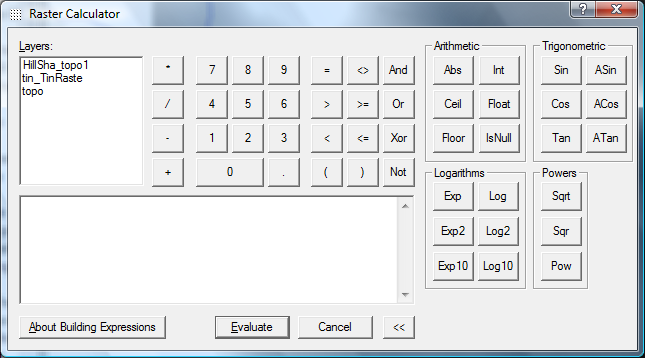 Raster Calculator
? X
Layers:
HillSha_topo1
tin_TinRaste
topo
* 7 8 9 = <> And
/ 4 5 6 > >= Or
- 1 2 3 < <= Xor
+ 0 . ( ) Not
Arithmetic
Abs Int
Ceil Float
Floor IsNull
Trigonometric
Sin ASin
Cos ACos
Tan ATan
Logarithms
Exp Log
Exp2 Log2
Exp10 Log10
Powers
Sqrt
Sqr
Pow
About Building Expressions Evaluate Cancel <<